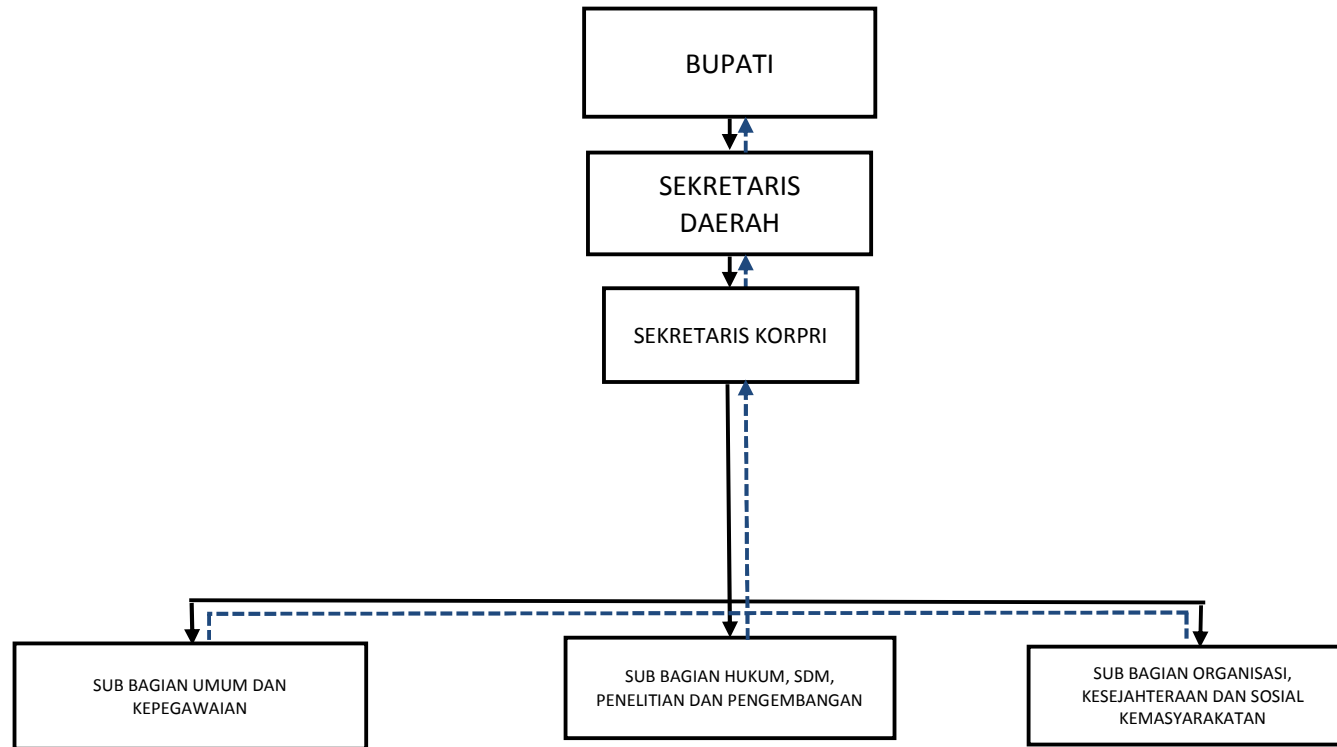 BUPATI
SEKRETARIS
DAERAH
SEKRETARIS KORPRI
SUB BAGIAN UMUM DAN
KEPEGAWAIAN
SUB BAGIAN HUKUM, SDM,
PENELITIAN DAN PENGEMBANGAN
SUB BAGIAN ORGANISASI,
KESEJAHTERAAN DAN SOSIAL
KEMASYARAKATAN